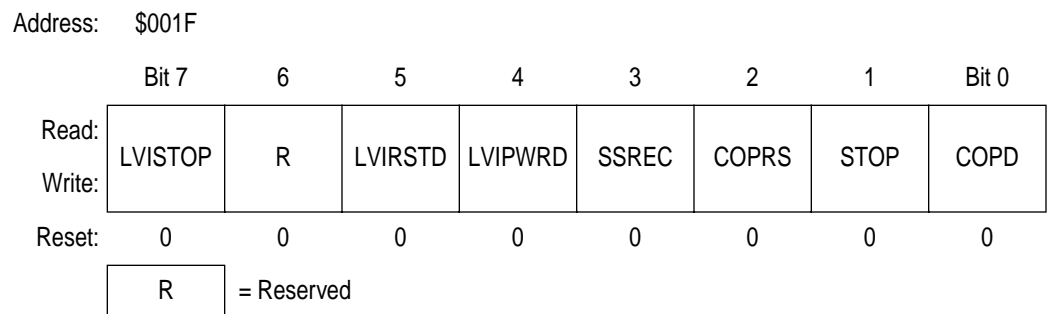 Address: $001F
Bit 7 6 5 4 3 2 1 Bit 0
Read:
LVISTOP R LVIRSTD LVIPWRD SSREC COPRS STOP COPD
Write:
Reset: 0 0 0 0 0 0 0 0
R = Reserved